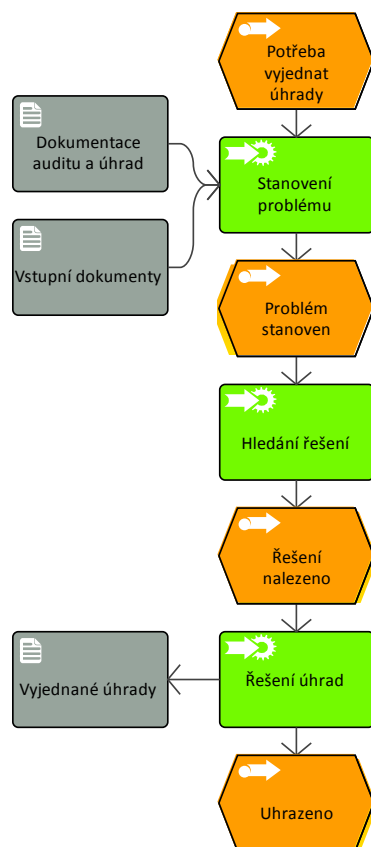 Potřeba
vyjednat
úhrady
Dokumentace
auditu a úhrad
Stanovení
problému
Vstupní dokumenty
Problém
stanoven
Hledání řešení
Řešení
nalezeno
Vyjednané úhrady
Řešení úhrad
Uhrazeno